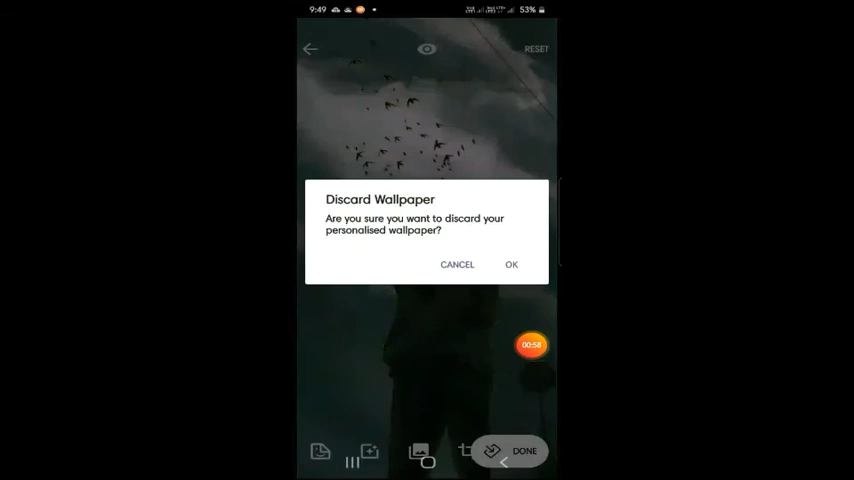 9:49
53%
RESET
Discard Wallpaper
Are you sure you want to discard your
personalised wallpaper?
CANCEL OK
00:58
DONE